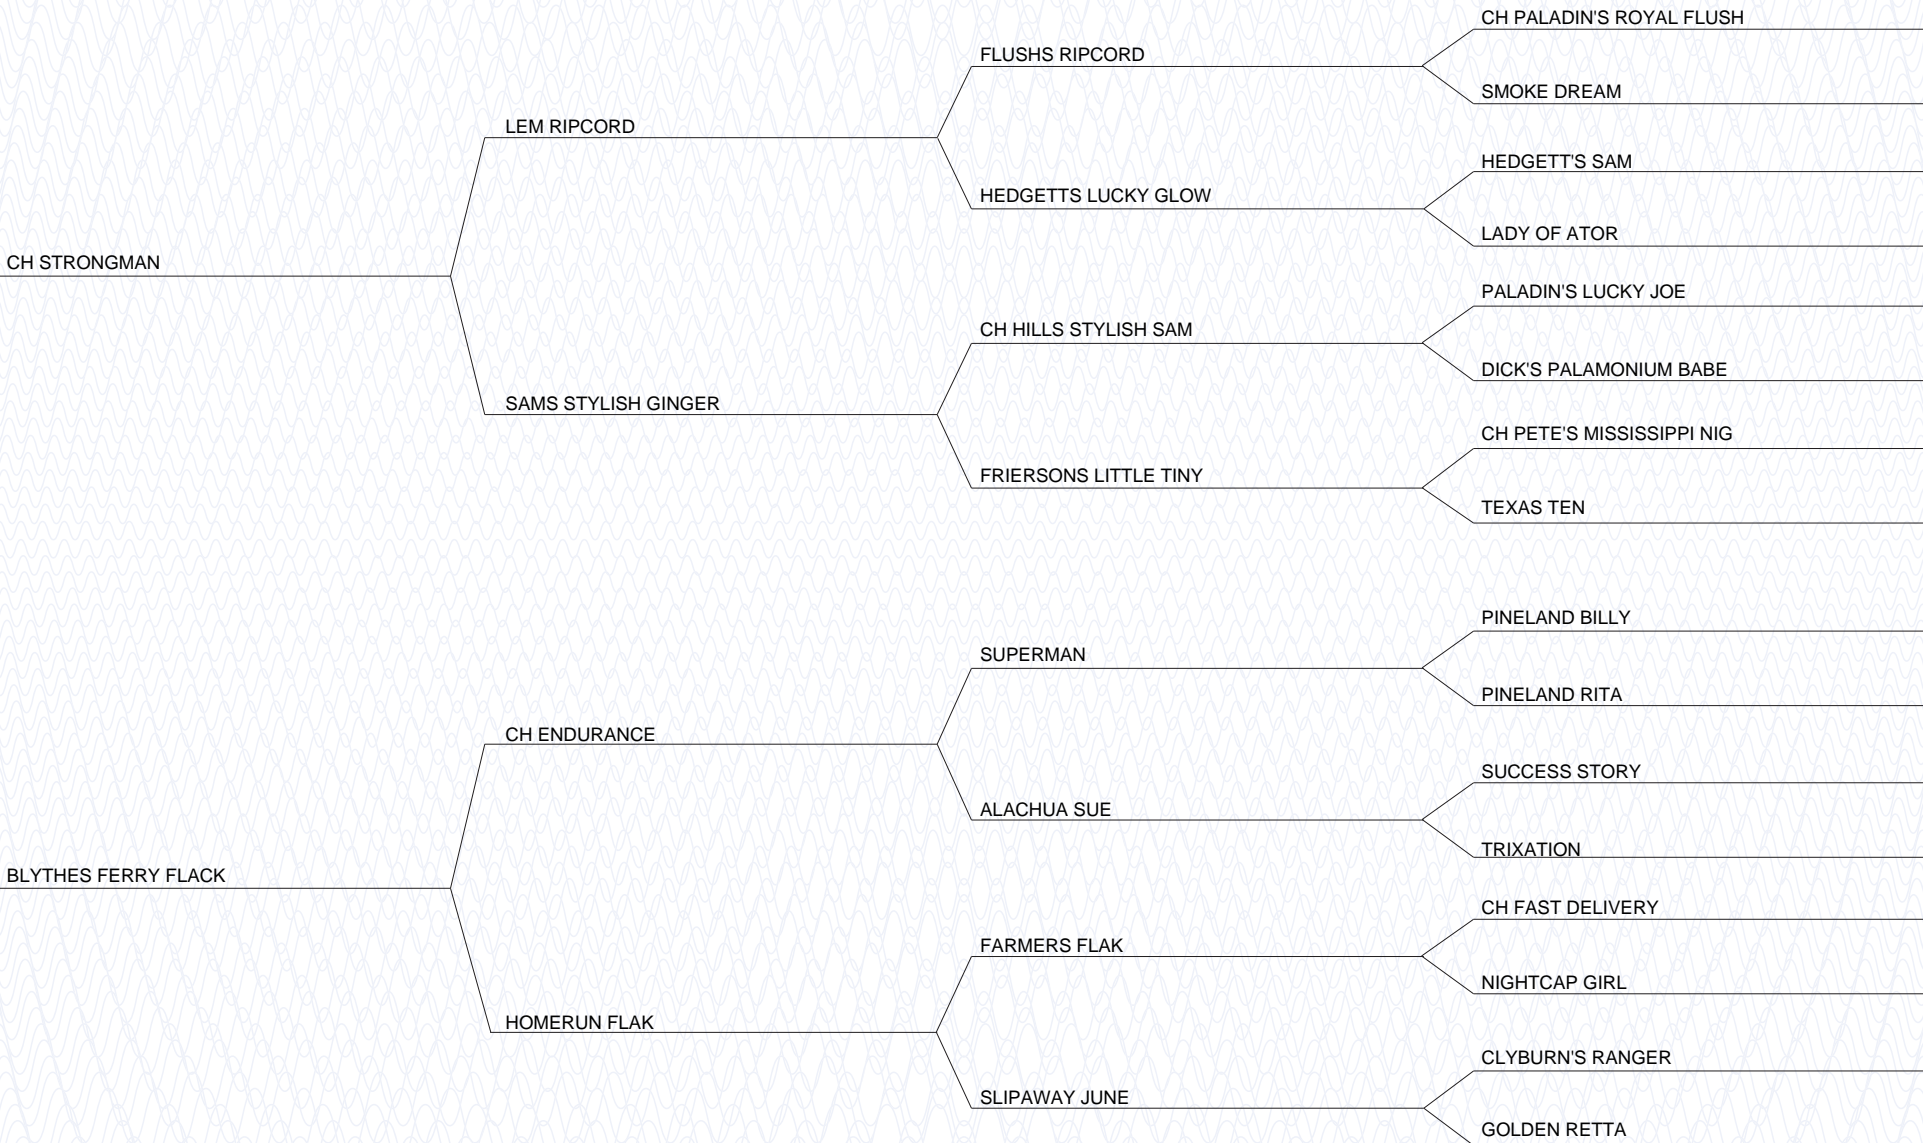 CH PALADIN'S ROYAL FLUSH
FLUSHS RIPCORD
SMOKE DREAM
LEM RIPCORD
HEDGETT'S SAM
HEDGETTS LUCKY GLOW
LADY OF ATOR
CH STRONGMAN
PALADIN'S LUCKY JOE
CH HILLS STYLISH SAM
DICK'S PALAMONIUM BABE
SAMS STYLISH GINGER
CH PETE'S MISSISSIPPI NIG
FRIERSONS LITTLE TINY
TEXAS TEN
PINELAND BILLY
SUPERMAN
PINELAND RITA
CH ENDURANCE
SUCCESS STORY
ALACHUA SUE
TRIXATION
BLYTHES FERRY FLACK
CH FAST DELIVERY
FARMERS FLAK
NIGHTCAP GIRL
HOMERUN FLAK
CLYBURN'S RANGER
SLIPAWAY JUNE
GOLDEN RETTA